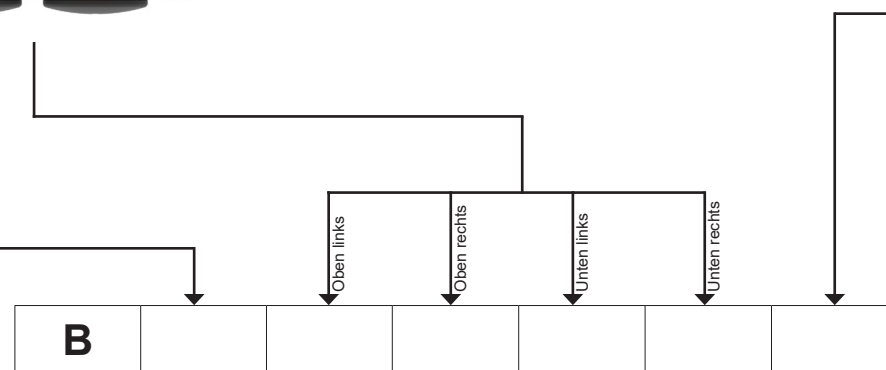 Oben links
Oben rechts
Unten links
Unten rechts
B